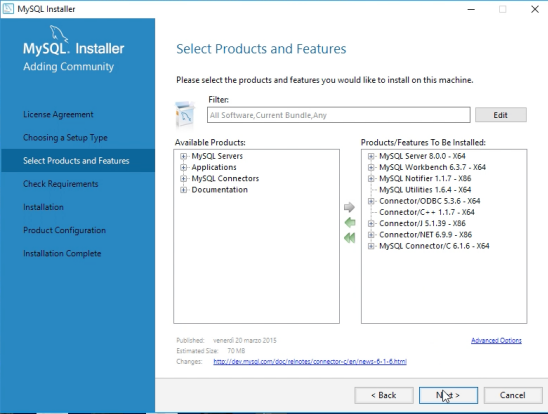 MySQL Installer
MySQL. Installer
Adding Community
License Agreement
Choosing a Setup Type
Select Products and Features
Check Requirements
Installation
Product Configuration
Installation Complete
Select Products and Features
Please select the products and features you would like to install on this machine.
Filter:
All Software,Current Bundle,Any
Edit
Available Products:
MySQL Servers
Applications
MySQL Connectors
Documentation
Products/Features To Be Installed:
MySQL Server 8.0.0 - X64
MySQL Workbench 6.3.7 - X64
MySQL Notifier 1.1.7 - X86
MySQL Utilities 1.6.4 - X64
Connector/ODBC 5.3.6 - X64
Connector/C++ 1.1.7 - X64
Connector/J 5.1.39 - X86
Connector/NET 6.9.9 - X86
MySQL Connector/C 6.1.6 - X64
Published: venerdì 20 marzo 2015
Estimated Size: 70 MB
Changes: http://dev.mysql.com/doc/relnotes/connector-c/en/news-6-1-6.html
Advanced Options
< Back
Next >
Cancel